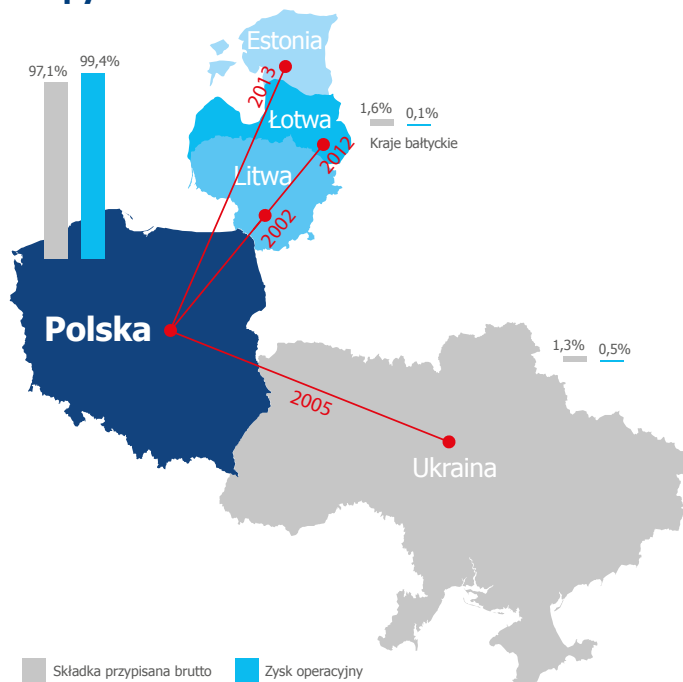 Estonia
97,1%
99,4%
2013
Łotwa
1,6%
0,1%
Kraje bałtyckie
2012
Litwa
2002
Polska
1,3%
0,5%
2005
Ukraina
Składka przypisana brutto
Zysk operacyjny